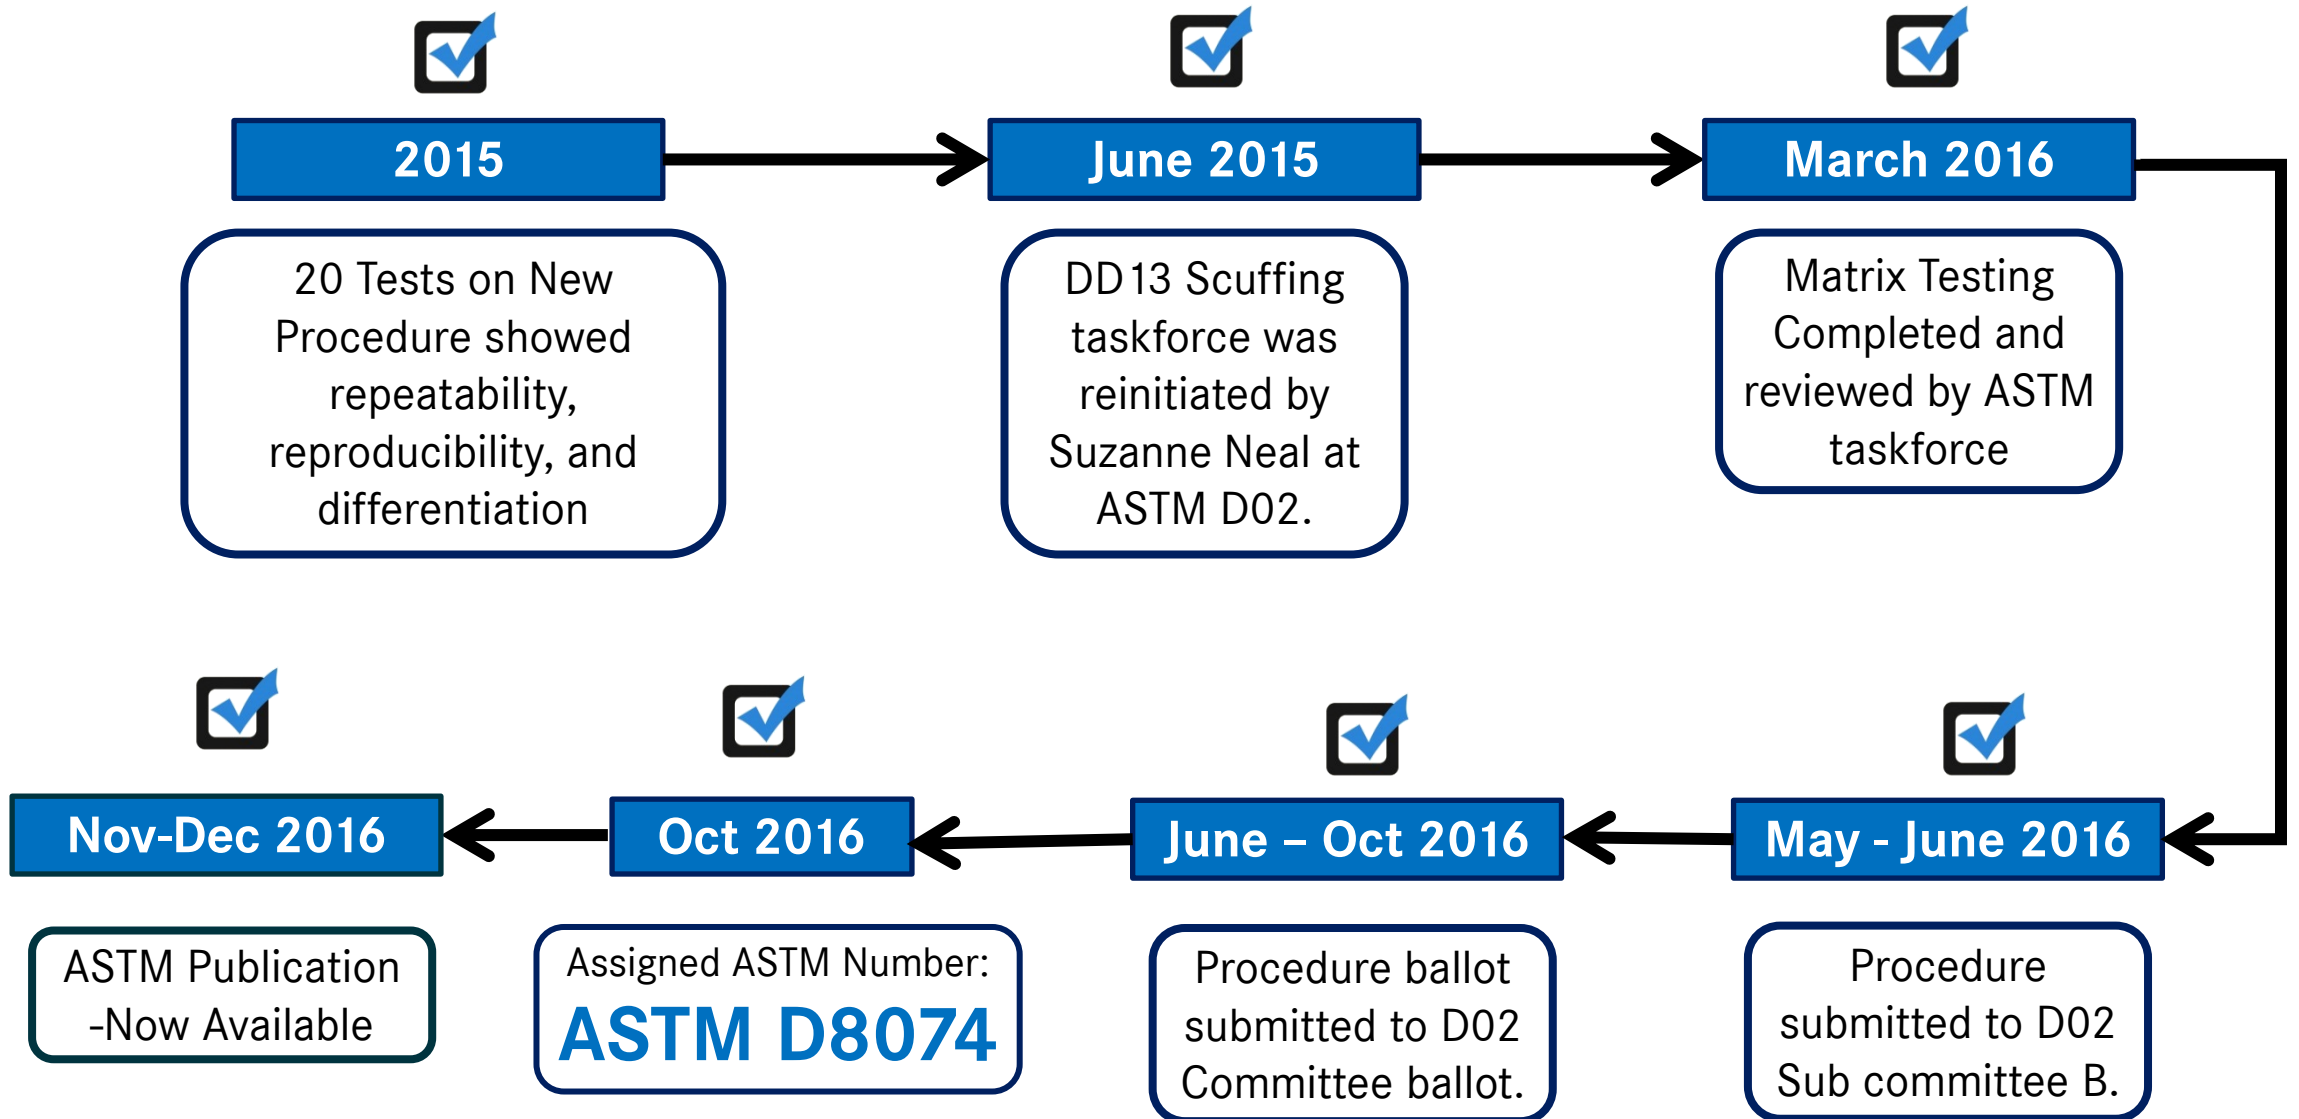 2015
20 Tests on New
Procedure showed
repeatability,
reproducibility, and
differentiation
June 2015
DD13 Scuffing
taskforce was
reinitiated by
Suzanne Neal at
ASTM D02.
March 2016
Matrix Testing
Completed and
reviewed by ASTM
taskforce
May - June 2016
Procedure
submitted to D02
Sub committee B.
June – Oct 2016
Procedure ballot
submitted to D02
Committee ballot.
Oct 2016
Assigned ASTM Number:
ASTM D8074
Nov-Dec 2016
ASTM Publication
-Now Available